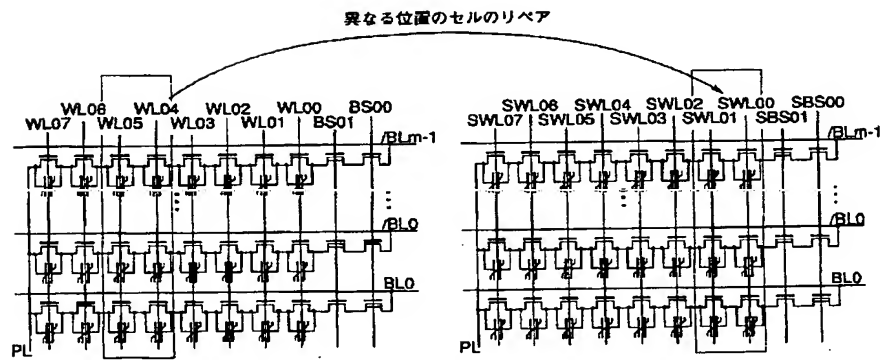 異なる位置のセルのリペア
WL06 WL04 WL02 WL00 BS00
WL07 WL05 WL03 WL01 BS01
/BLm-1
/BL0
BL0
PL
SWL06 SWL04 SWL02 SWL00 SBS00
SWL07 SWL05 SWL03 SWL01 SBS01
/BLm-1
/BL0
BL0
PL